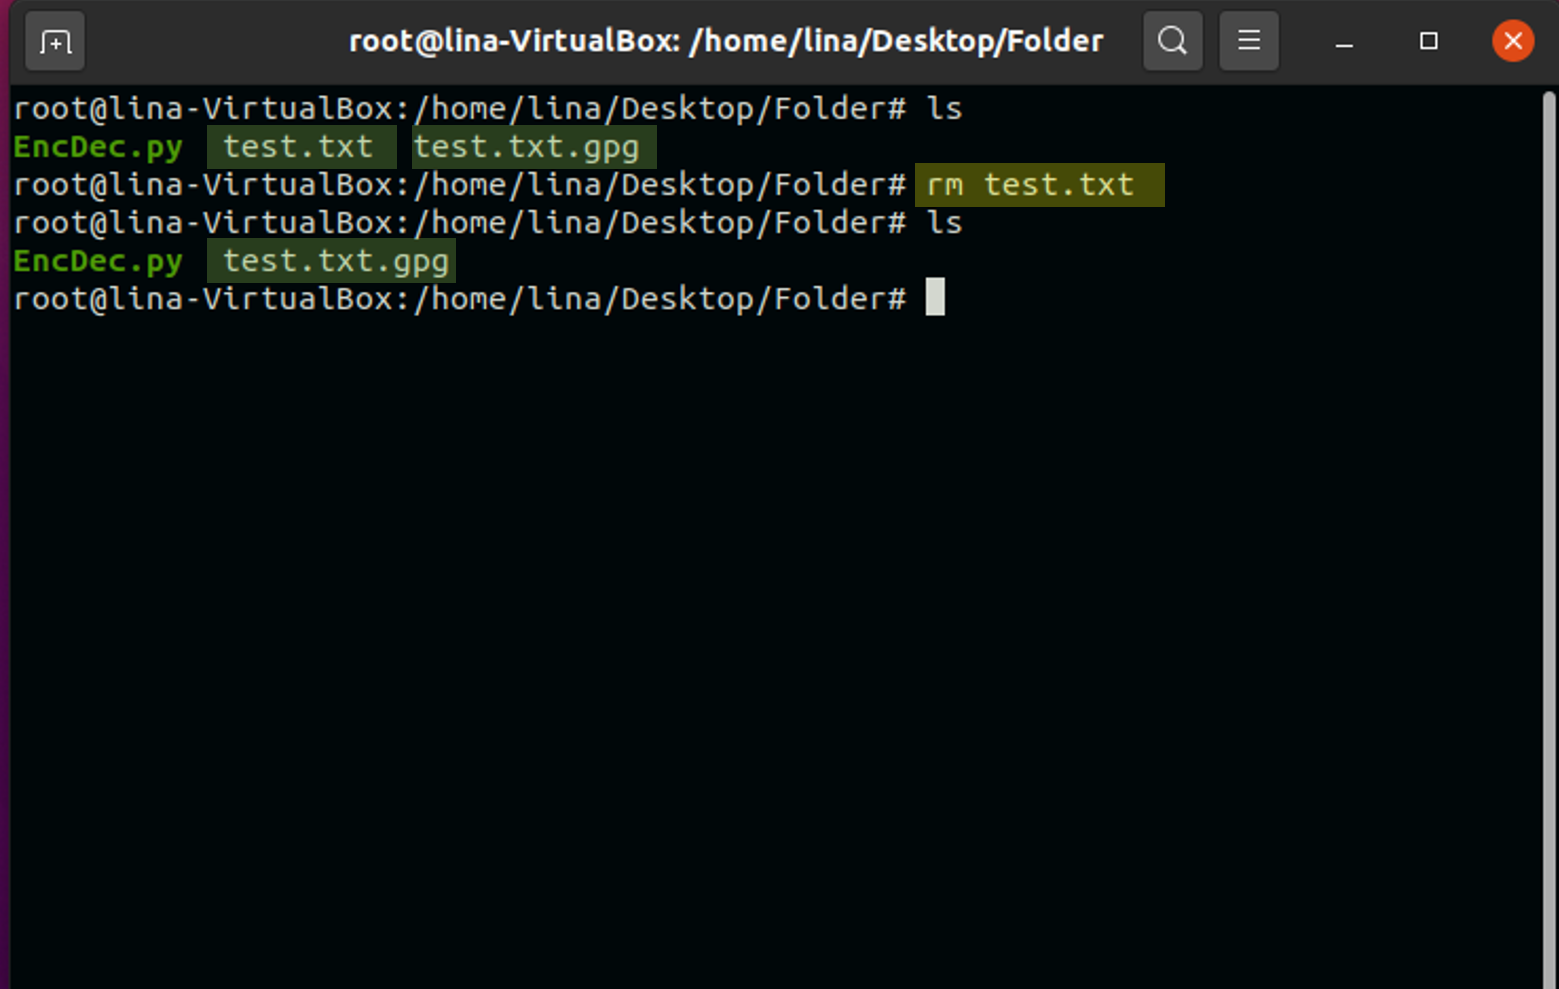 root@lina-VirtualBox: /home/lina/Desktop/Folder
root@lina-VirtualBox:/home/lina/Desktop/Folder# ls
EncDec.py test.txt test.txt.gpg
root@lina-VirtualBox:/home/lina/Desktop/Folder# rm test.txt
root@lina-VirtualBox:/home/lina/Desktop/Folder# ls
EncDec.py test.txt.gpg
root@lina-VirtualBox:/home/lina/Desktop/Folder#